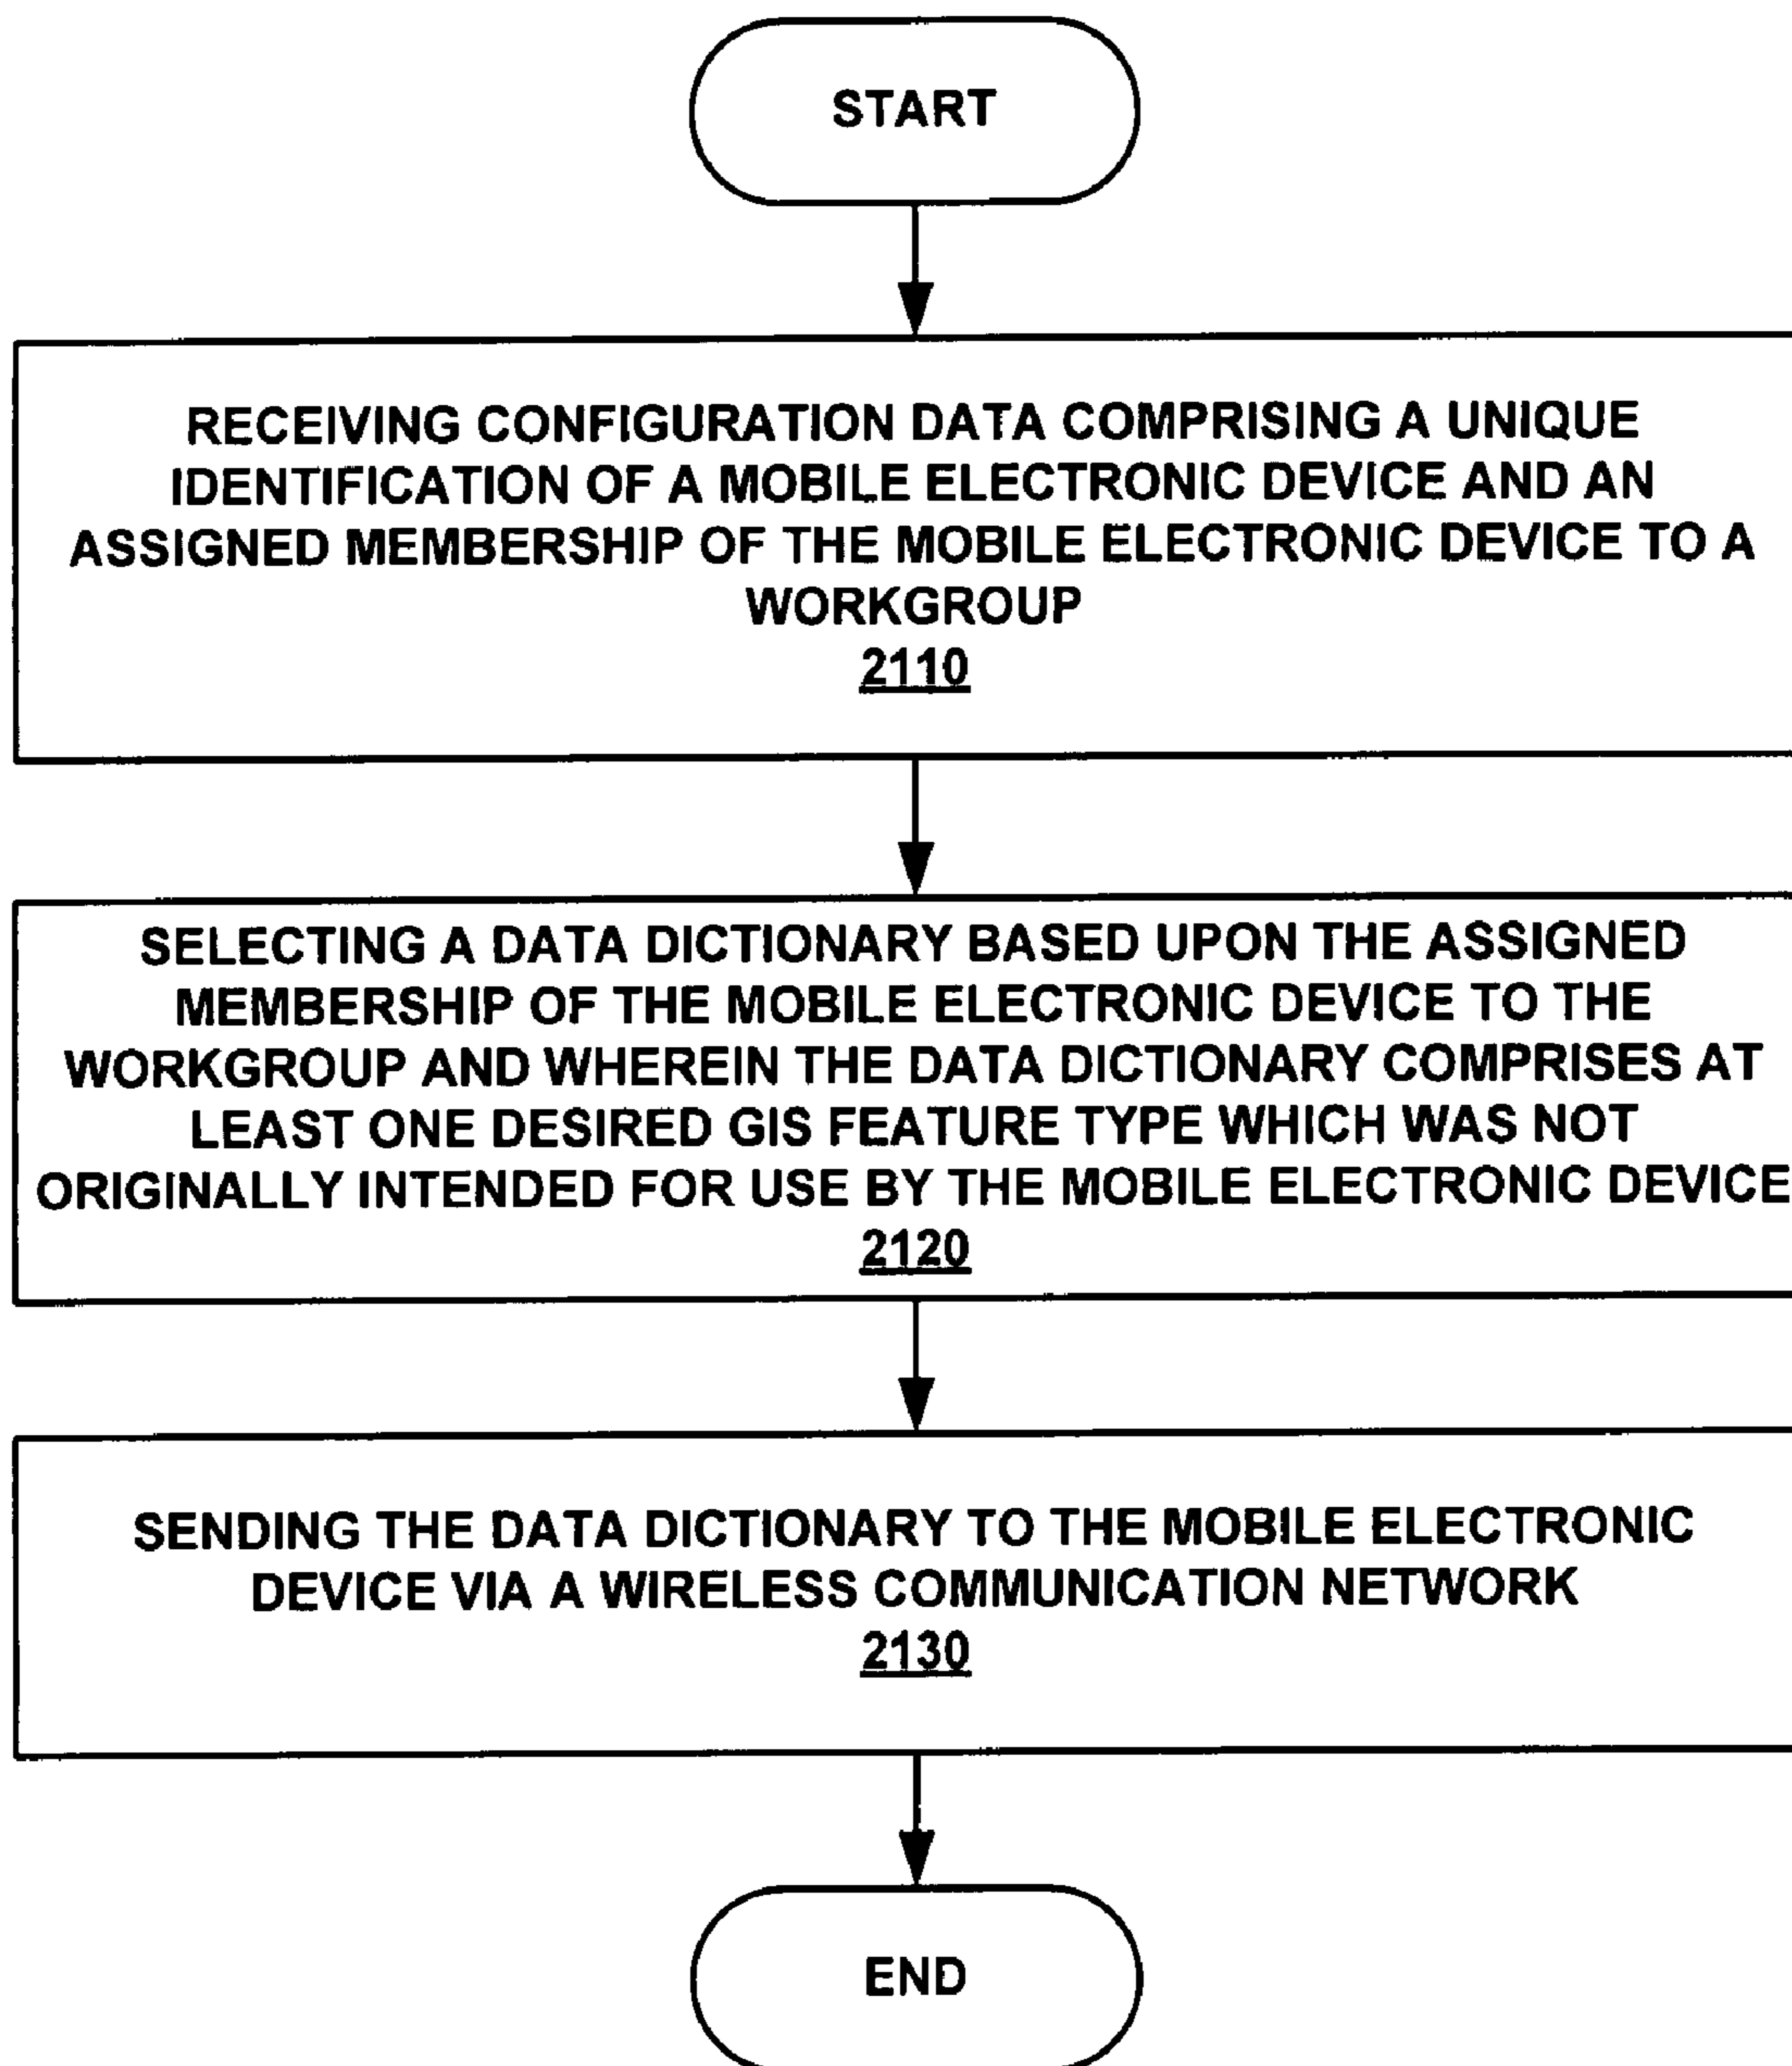 START
RECEIVING CONFIGURATION DATA COMPRISING A UNIQUE
IDENTIFICATION OF A MOBILE ELECTRONIC DEVICE AND AN
ASSIGNED MEMBERSHIP OF THE MOBILE ELECTRONIC DEVICE TO A
WORKGROUP
2110
SELECTING A DATA DICTIONARY BASED UPON THE ASSIGNED
MEMBERSHIP OF THE MOBILE ELECTRONIC DEVICE TO THE
WORKGROUP AND WHEREIN THE DATA DICTIONARY COMPRISES AT
LEAST ONE DESIRED GIS FEATURE TYPE WHICH WAS NOT
ORIGINALLY INTENDED FOR USE BY THE MOBILE ELECTRONIC DEVICE
2120
SENDING THE DATA DICTIONARY TO THE MOBILE ELECTRONIC
DEVICE VIA A WIRELESS COMMUNICATION NETWORK
2130
END